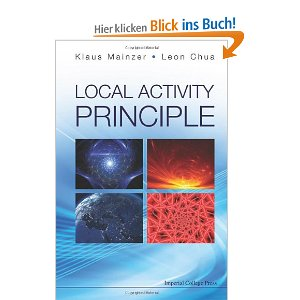 Hier klicken Blick ins Buch!
Klaus Mainzer • Leon Chua
LOCAL ACTIVITY
PRINCIPLE
Imperial College Press